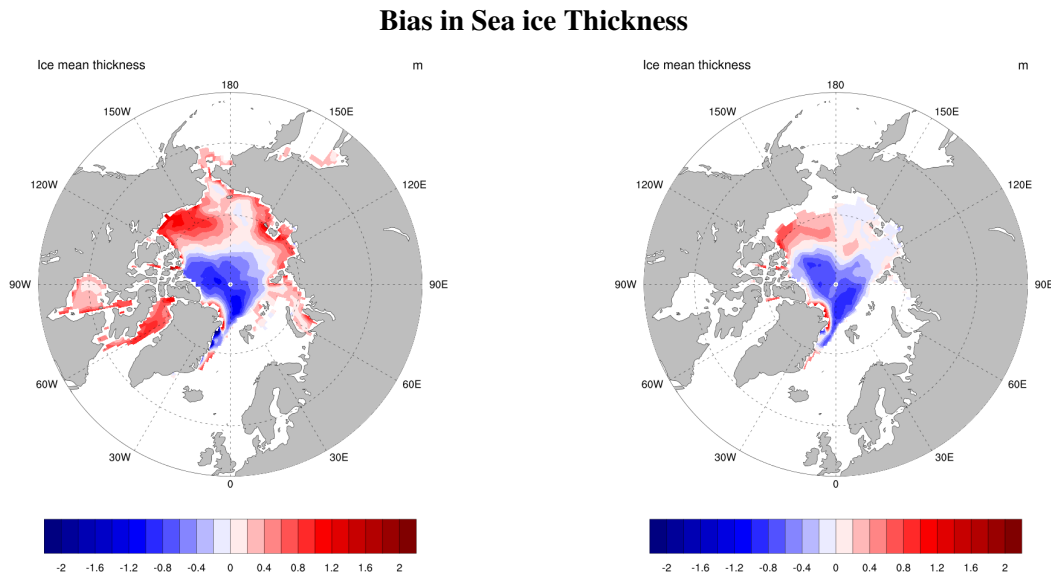 Bias in Sea ice Thickness
Ice mean thickness m
180
150W 150E
120W 120E
90W 90E
60W 60E
30W 30E
0
-2 -1.6 -1.2 -0.8 -0.4 0 0.4 0.8 1.2 1.6 2
Ice mean thickness m
180
150W 150E
120W 120E
90W 90E
60W 60E
30W 30E
0
-2 -1.6 -1.2 -0.8 -0.4 0 0.4 0.8 1.2 1.6 2